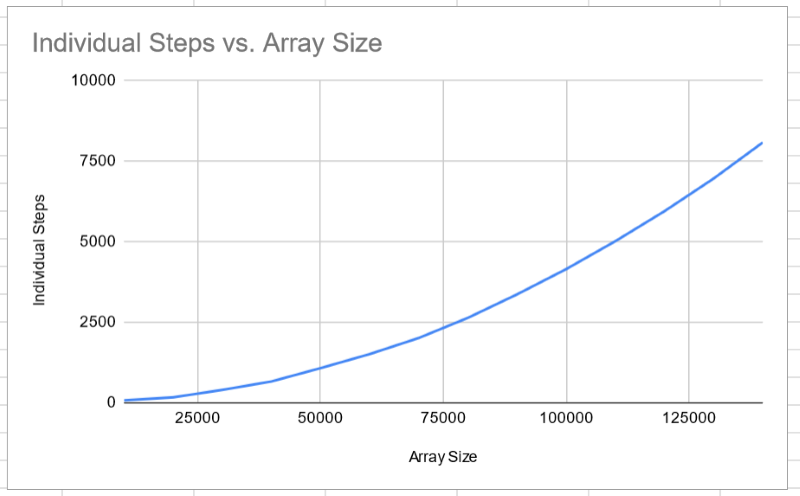 Individual Steps vs. Array Size
10000
7500
5000
2500
0
Individual Steps
25000 50000 75000 100000 125000
Array Size